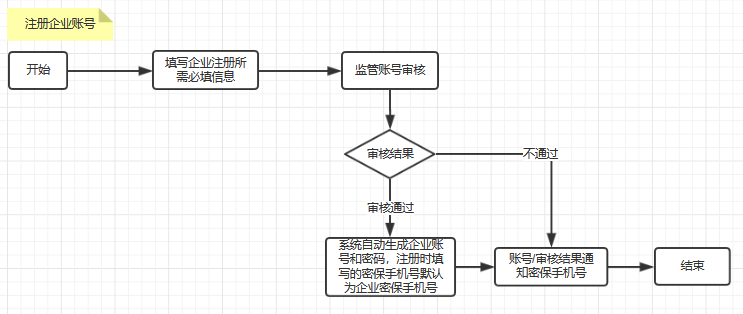 注册企业账号
开始
填写企业注册所
需必填信息
监管账号审核
审核结果
不通过
审核通过
系统自动生成企业账
号和密码，注册时填
写的密保手机号默认
为企业密保手机号
账号/审核结果通
知密保手机号
结束